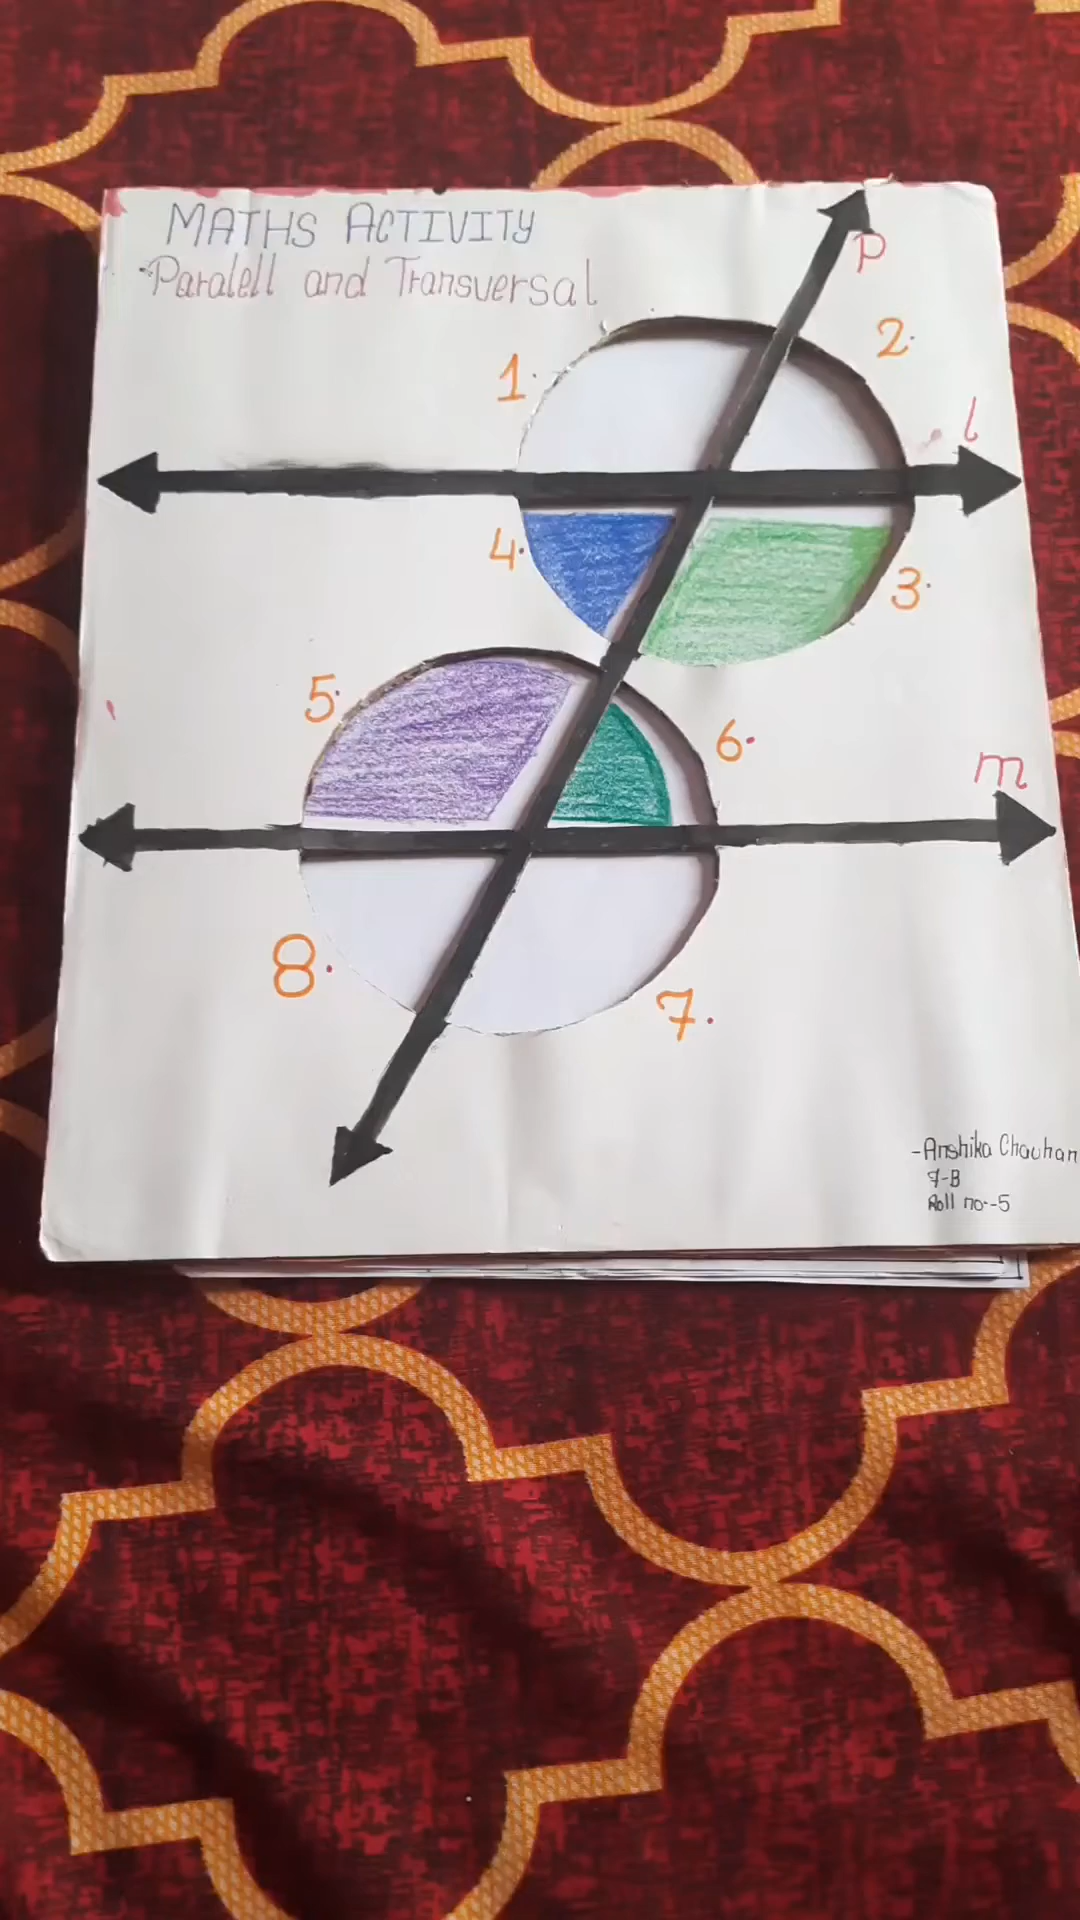 MATHS ACTIVITY
Paralell and Transversal
p
1.
2.
l
4.
3.
5.
6.
m
8.
7.
-Anshika Chauhan
7-B
Roll no--5